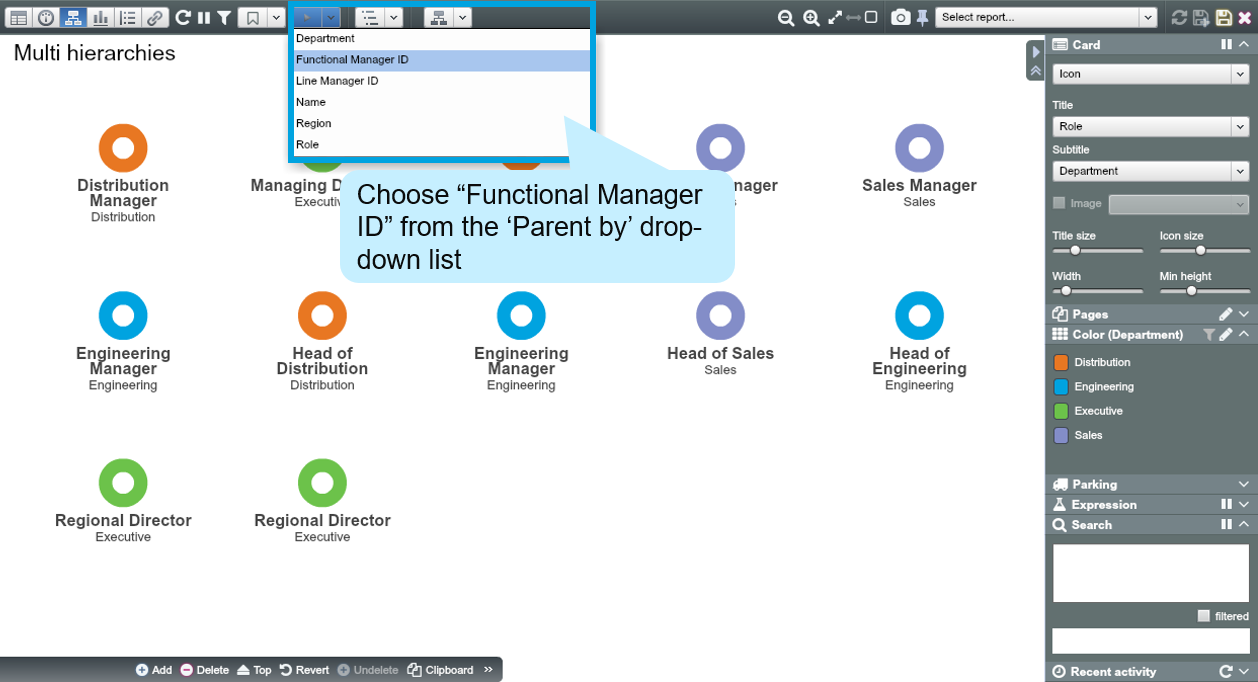 Select report...
Multi hierarchies
Department
Functional Manager ID
Line Manager ID
Name
Region
Role
Choose “Functional Manager
ID” from the ‘Parent by’ drop-
down list
Distribution
Manager
Distribution
Managing D
Executiv
nager
s
Sales Manager
Sales
Engineering
Manager
Engineering
Head of
Distribution
Distribution
Engineering
Manager
Engineering
Head of Sales
Sales
Head of
Engineering
Engineering
Regional Director
Executive
Regional Director
Executive
Card
Icon
Title
Role
Subtitle
Department
Image
Title size Icon size
Width Min height
Pages
Color (Department)
Distribution
Engineering
Executive
Sales
Parking
Expression
Search
filtered
Recent activity
Add Delete Top Revert Undelete Clipboard »